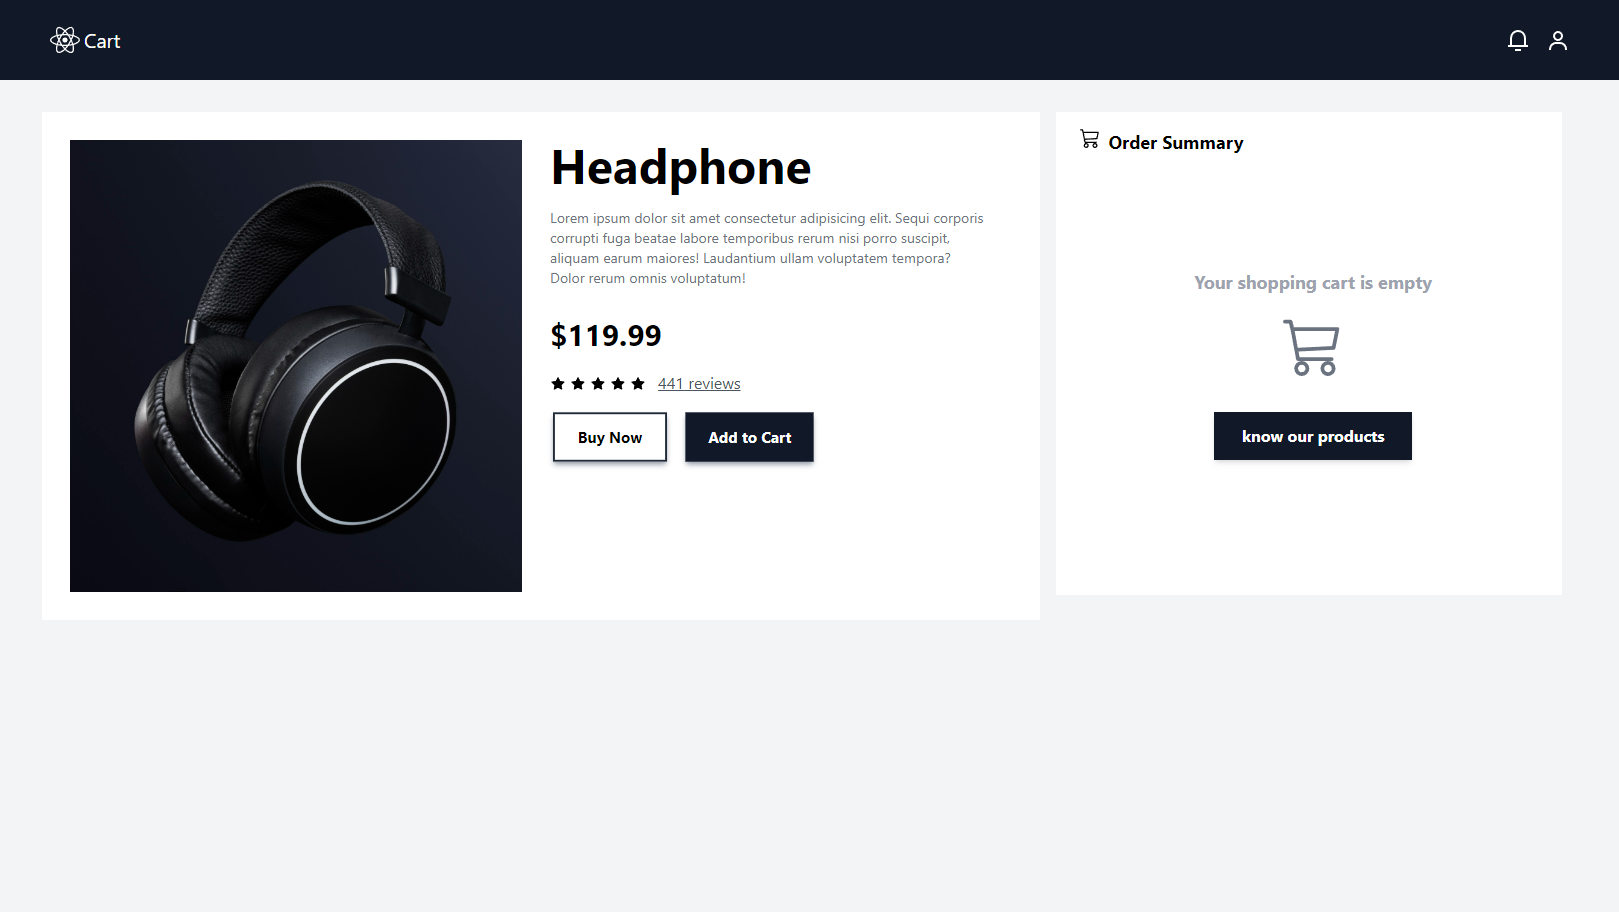 Cart
Headphone
Lorem ipsum dolor sit amet consectetur adipisicing elit. Sequi corporis
corrupti fuga beatae labore temporibus rerum nisi porro suscipit,
aliquam earum maiores! Laudantium ullam voluptatem tempora?
Dolor rerum omnis voluptatum!
$119.99
441 reviews
Buy Now
Add to Cart
Order Summary
Your shopping cart is empty
know our products